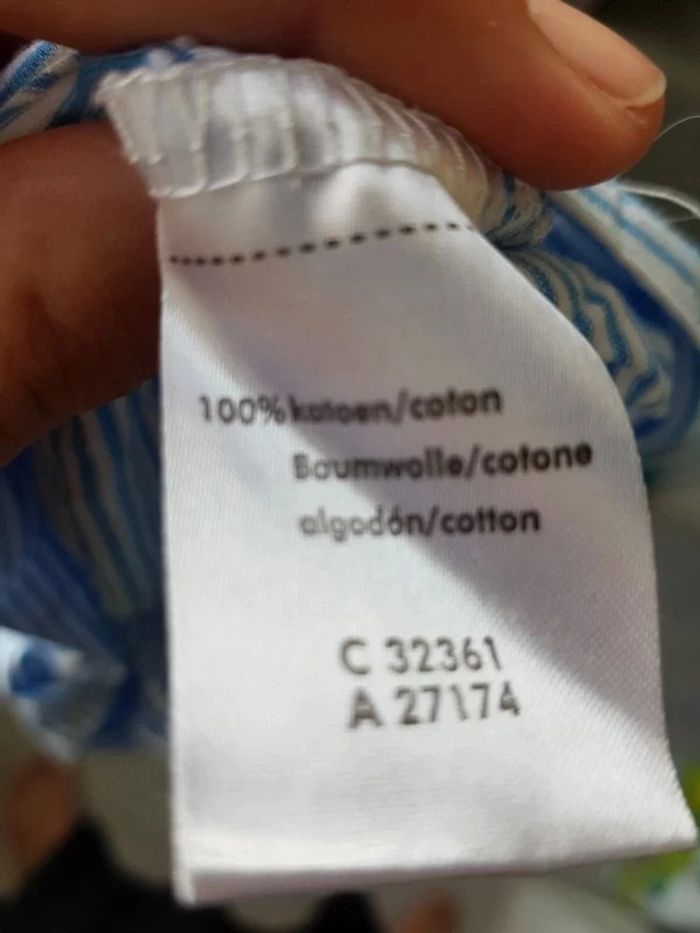 100% katoen/coton
Baumwolle/cotone
algodón/cotton
C 32361
A 27174